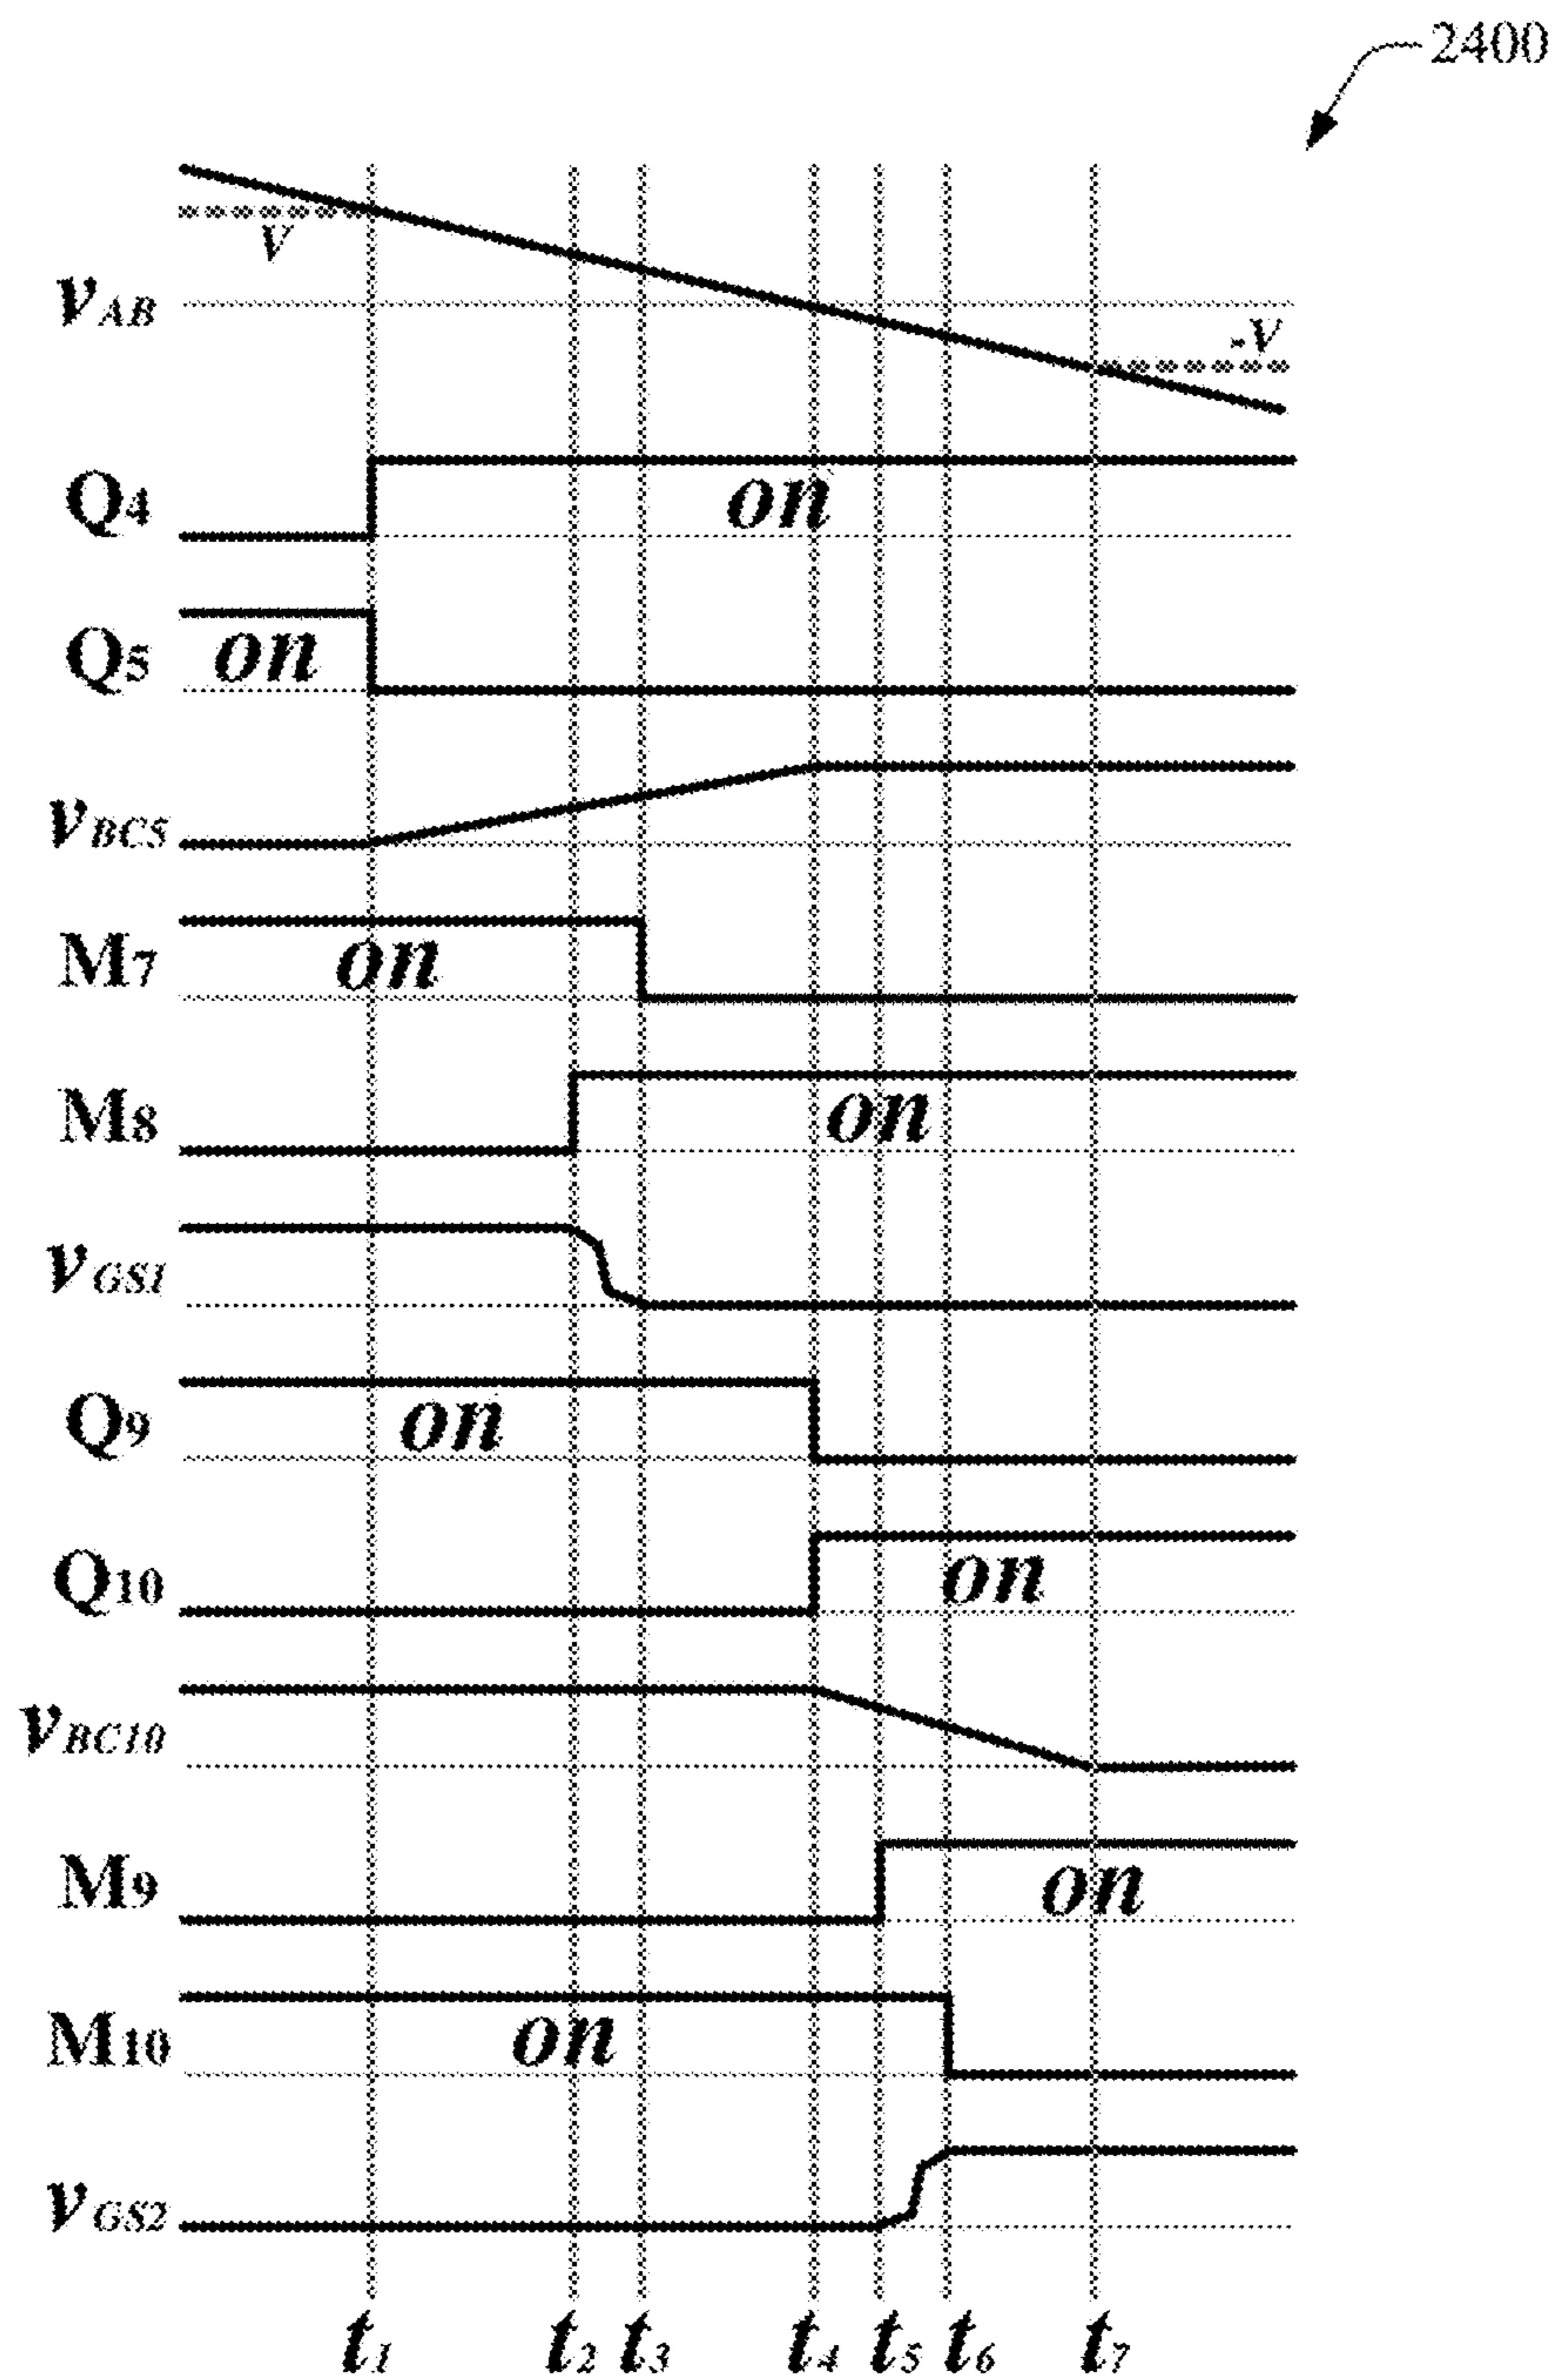 2400
V
vAB
-V
Q4
on
Q5
on
vBC5
M7
on
M8
on
vGS1
Q9
on
Q10
on
vBC10
M9
on
M10
on
vGS2
t1 t2 t3 t4 t5 t6 t7